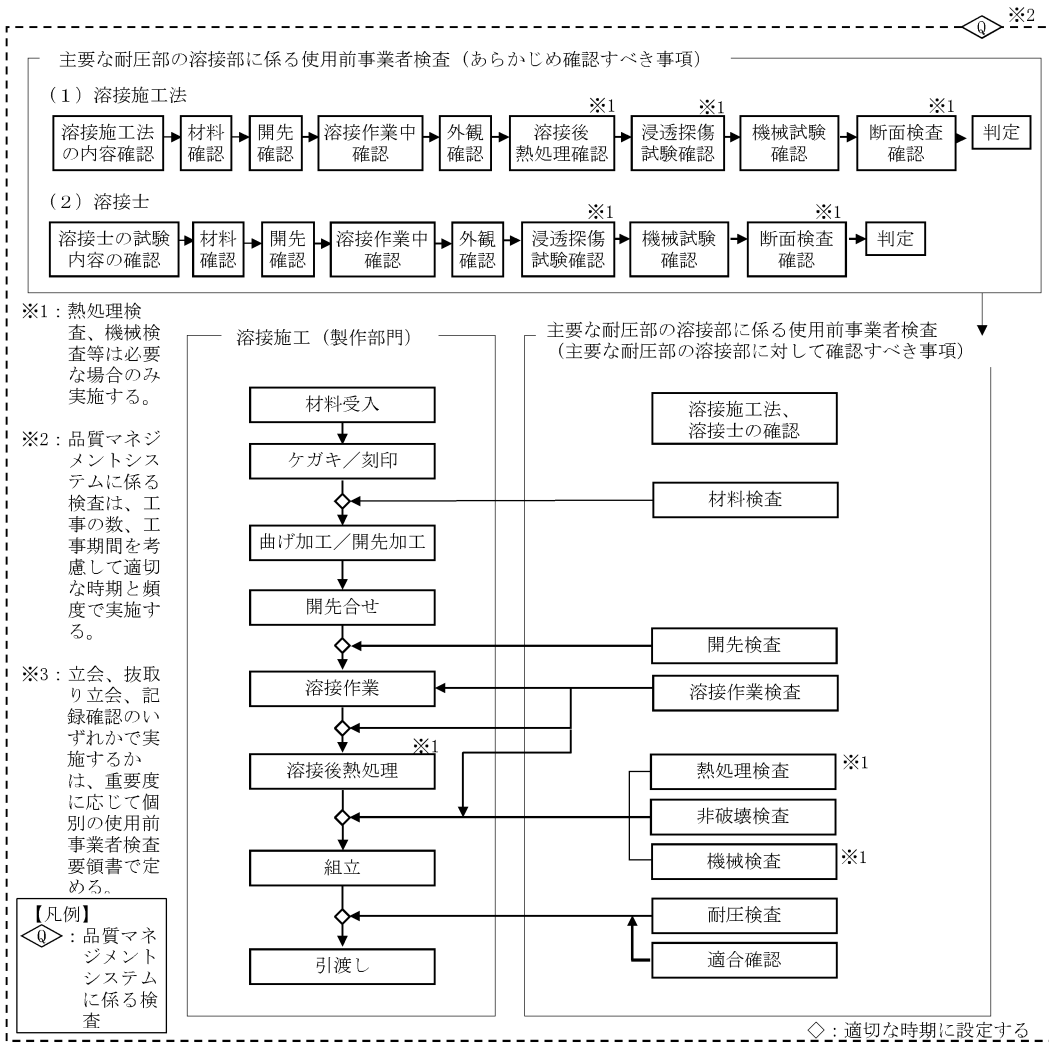 Q ※2
主要な耐圧部の溶接部に係る使用前事業者検査（あらかじめ確認すべき事項）
（１）溶接施工法
※1 ※1 ※1
溶接施工法
の内容確認
材料
確認
開先
確認
溶接作業中
確認
外観
確認
溶接後
熱処理確認
浸透探傷
試験確認
機械試験
確認
断面検査
確認
判定
（２）溶接士
※1 ※1
溶接士の試験
内容の確認
材料
確認
開先
確認
溶接作業中
確認
外観
確認
浸透探傷
試験確認
機械試験
確認
断面検査
確認
判定
※1：熱処理検
査、機械検
査等は必要
な場合のみ
実施する。
※2：品質マネジ
メントシス
テムに係る
検査は、工
事の数、工
事期間を考
慮して適切
な時期と頻
度で実施す
る。
※3：立会、抜取
り立会、記
録確認のい
ずれかで実
施するか
は、重要度
に応じて個
別の使用前
事業者検査
要領書で定
める。
【凡例】
Q：品質マネ
ジメント
システム
に係る検
査
溶接施工（製作部門）
材料受入
ケガキ／刻印
曲げ加工／開先加工
開先合せ
溶接作業
※1
溶接後熱処理
組立
引渡し
主要な耐圧部の溶接部に係る使用前事業者検査
（主要な耐圧部の溶接部に対して確認すべき事項）
溶接施工法、
溶接士の確認
材料検査
開先検査
溶接作業検査
熱処理検査 ※1
非破壊検査
機械検査 ※1
耐圧検査
適合確認
◇：適切な時期に設定する